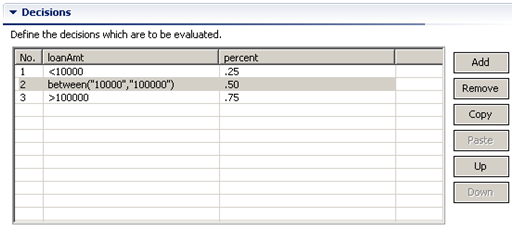 Decisions
Define the decisions which are to be evaluated.
No. loanAmt percent
1 <10000 .25
2 between("10000","100000") .50
3 >100000 .75
Add
Remove
Copy
Paste
Up
Down